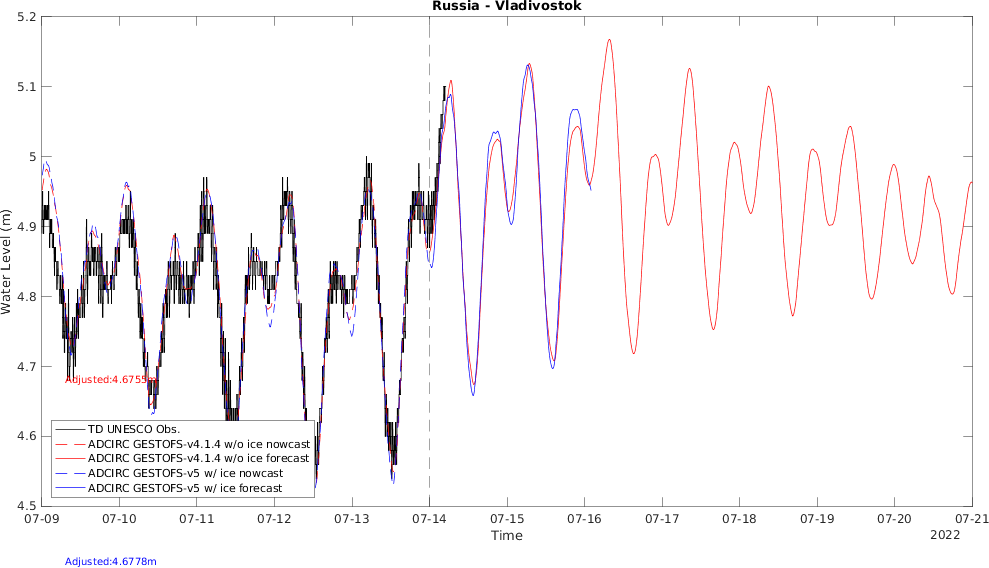 Russia - Vladivostok
5.2
5.1
5
4.9
4.8
4.7
4.6
4.5
Water Level (m)
Adjusted:4.6755m
TD UNESCO Obs.
ADCIRC GESTOFS-v4.1.4 w/o ice nowcast
ADCIRC GESTOFS-v4.1.4 w/o ice forecast
ADCIRC GESTOFS-v5 w/ ice nowcast
ADCIRC GESTOFS-v5 w/ ice forecast
07-09 07-10 07-11 07-12 07-13 07-14 07-15 07-16 07-17 07-18 07-19 07-20 07-21
Time
2022
Adjusted:4.6778m